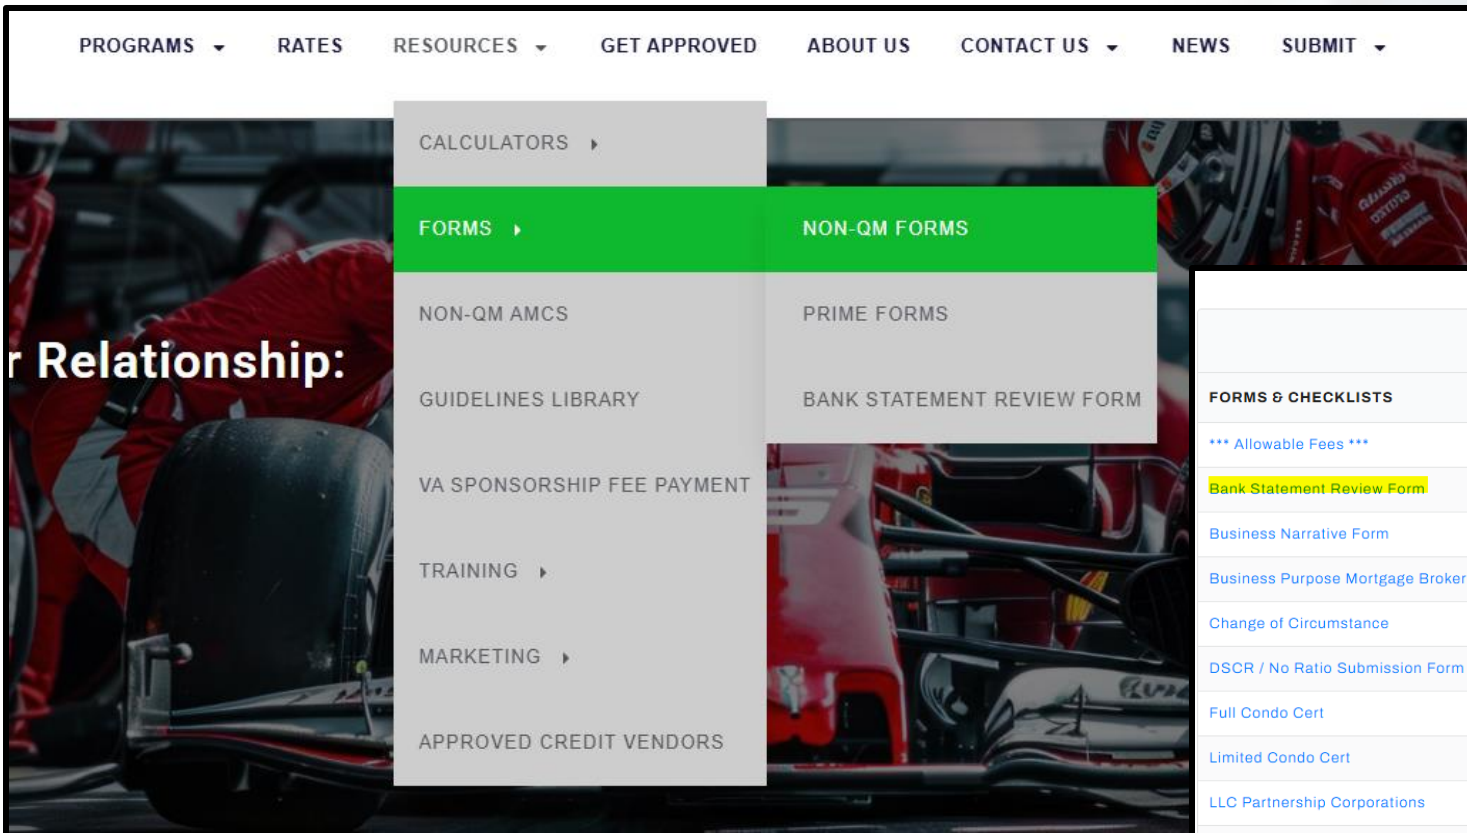 PROGRAMS RATES RESOURCES GET APPROVED ABOUT US CONTACT US NEWS SUBMIT
CALCULATORS
FORMS
NON-QM AMCS
GUIDELINES LIBRARY
VA SPONSORSHIP FEE PAYMENT
TRAINING
MARKETING
APPROVED CREDIT VENDORS
NON-QM FORMS
PRIME FORMS
BANK STATEMENT REVIEW FORM
r Relationship:
FORMS & CHECKLISTS
*** Allowable Fees ***
Bank Statement Review Form
Business Narrative Form
Business Purpose Mortgage Broker
Change of Circumstance
DSCR / No Ratio Submission Form
Full Condo Cert
Limited Condo Cert
LLC Partnership Corporations